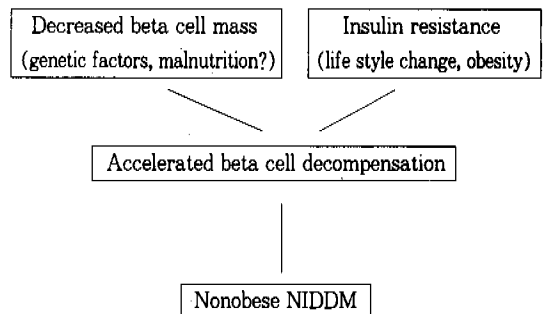 Decreased beta cell mass
(genetic factors, malnutrition?)
Insulin resistance
(life style change, obesity)
Accelerated beta cell decompensation
Nonobese NIDDM